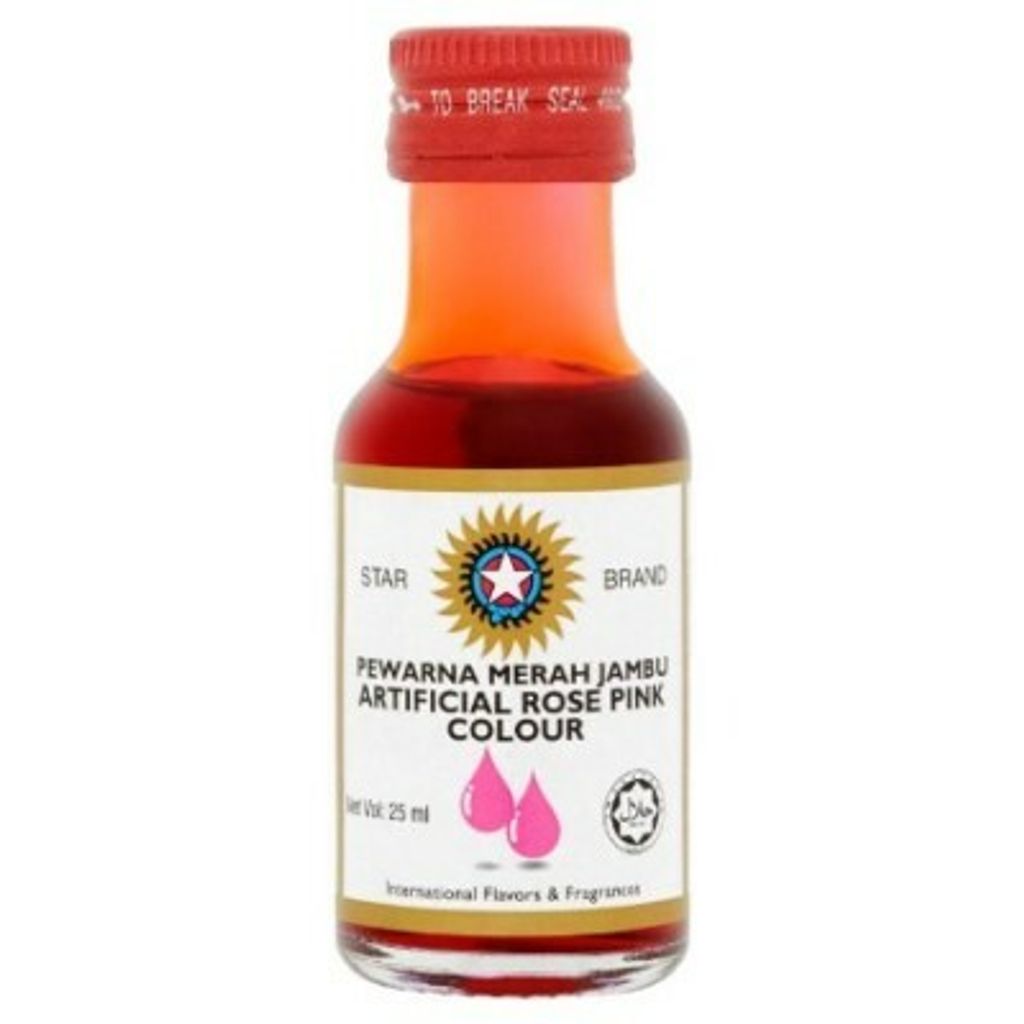 TO BREAK SEAL
STAR BRAND
PEWARNA MERAH JAMBU
ARTIFICIAL ROSE PINK
COLOUR
Net Vol: 25 ml
حلال
International Flavors & Fragrances